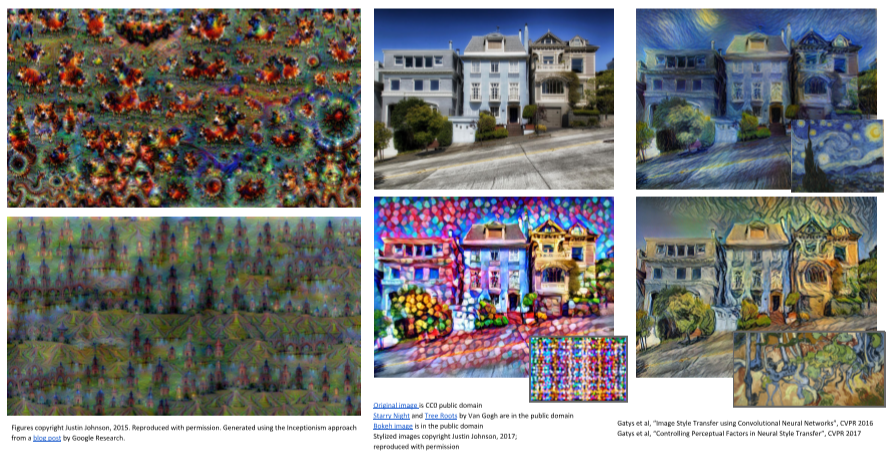 Figures copyright Justin Johnson, 2015. Reproduced with permission. Generated using the Inceptionism approach
from a blog post by Google Research.
Original image is CC0 public domain
Starry Night and Tree Roots by Van Gogh are in the public domain
Bokeh image is in the public domain
Stylized images copyright Justin Johnson, 2017;
reproduced with permission
Gatys et al, "Image Style Transfer using Convolutional Neural Networks", CVPR 2016
Gatys et al, "Controlling Perceptual Factors in Neural Style Transfer", CVPR 2017